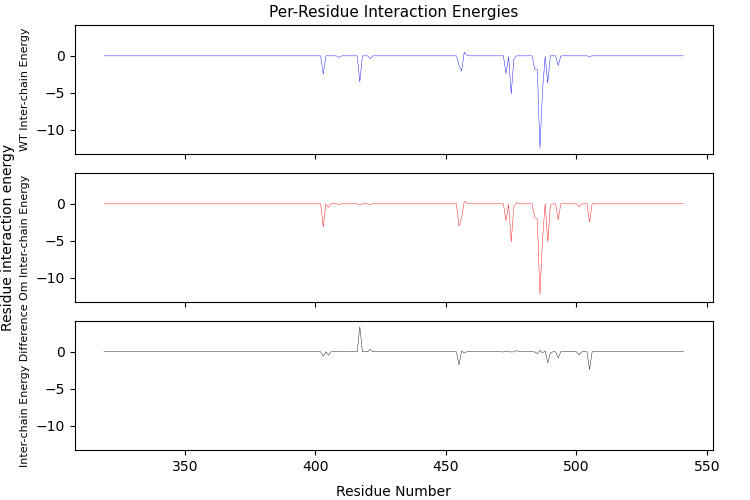 Per-Residue Interaction Energies
WT Inter-chain Energy
0
−5
−10
Residue interaction energy
Om Inter-chain Energy
0
−5
−10
Inter-chain Energy Difference
0
−5
−10
350
400
450
500
550
Residue Number